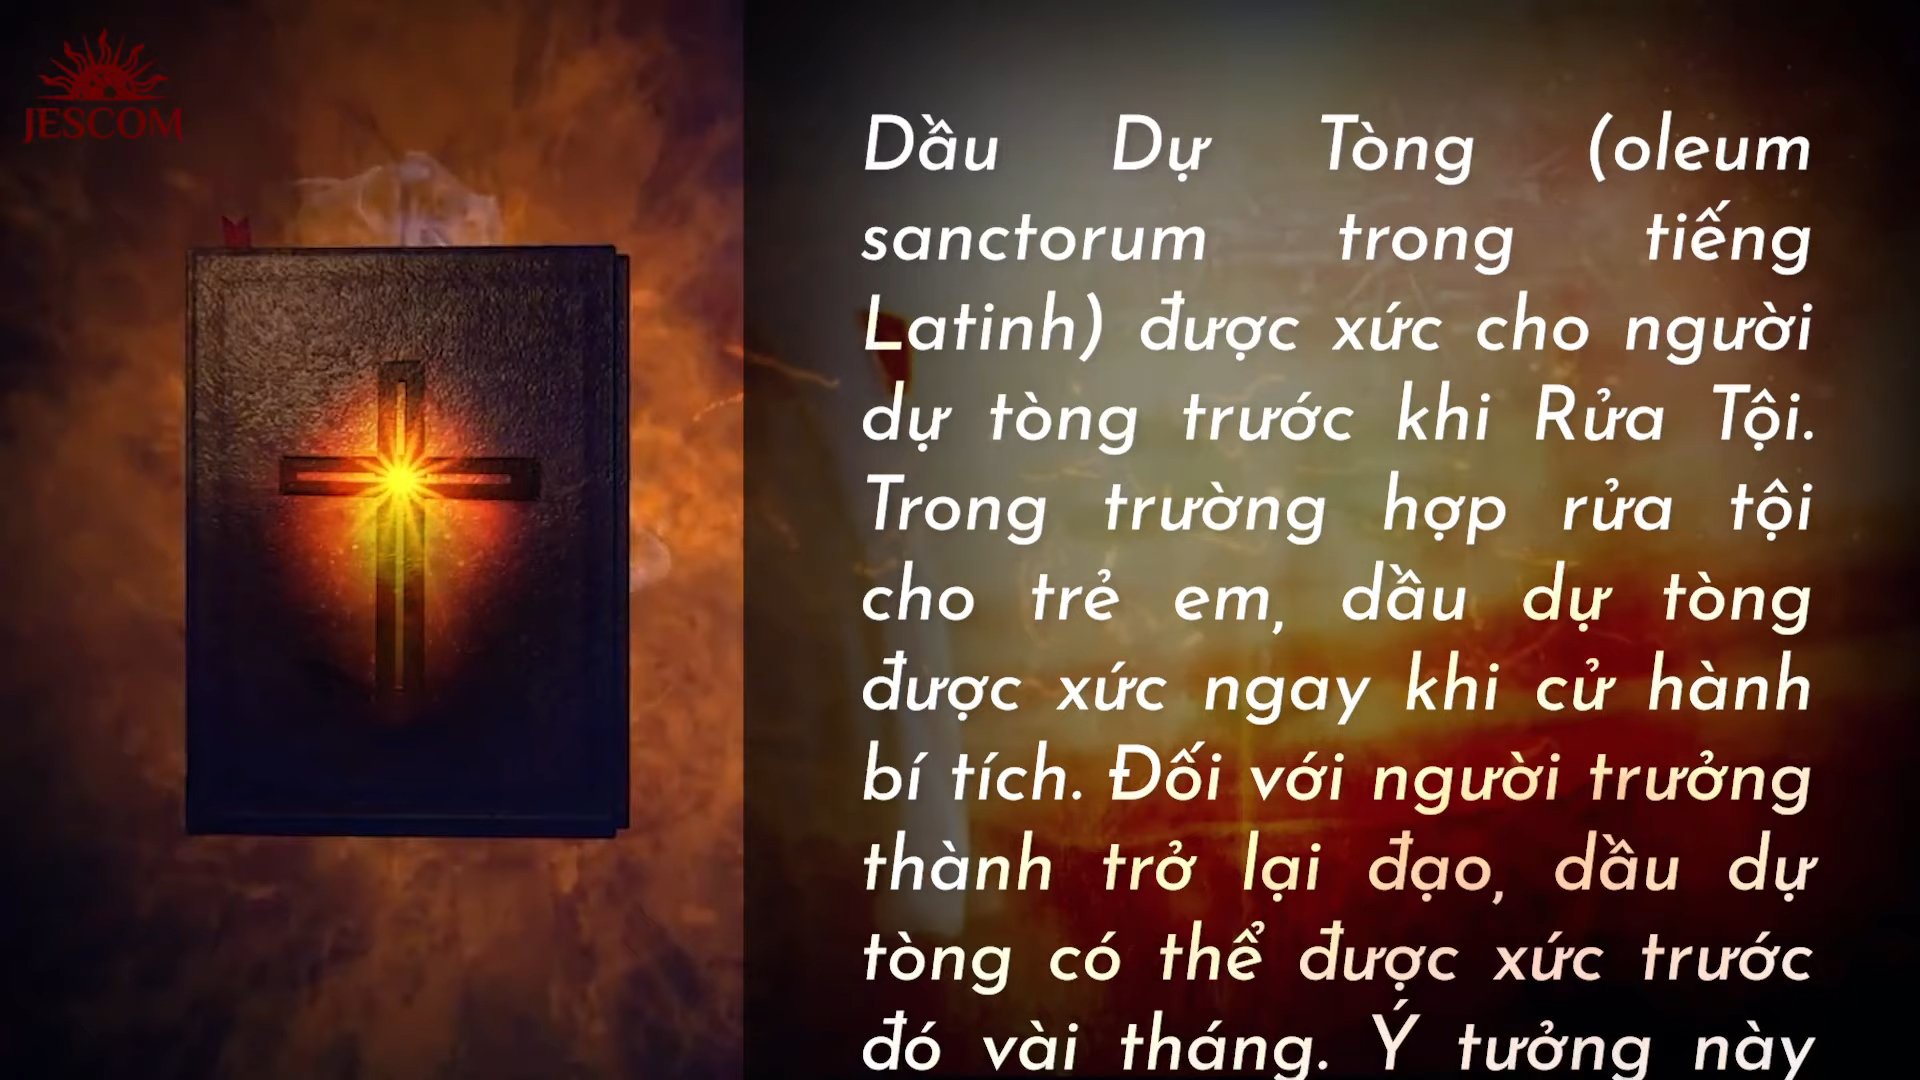 JESCOM
Dầu Dự Tòng (oleum
sanctorum trong tiếng
Latinh) được xức cho người
dự tòng trước khi Rửa Tội.
Trong trường hợp rửa tội
cho trẻ em, dầu dự tòng
được xức ngay khi cử hành
bí tích. Đối với người trưởng
thành trở lại đạo, dầu dự
tòng có thể được xức trước
đó vài tháng. Ý tưởng này